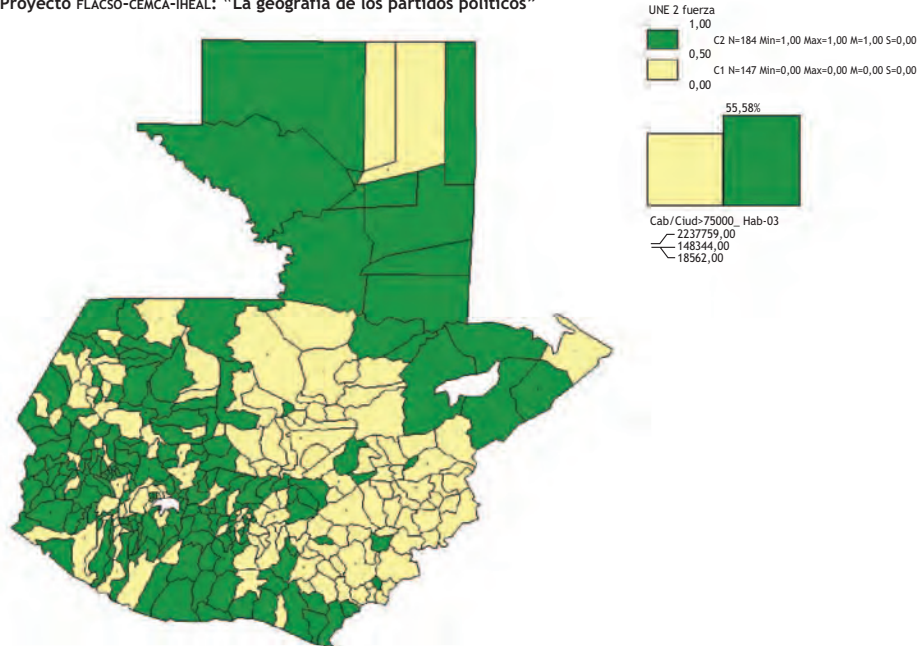 Proyecto FLACSO-CEMCA-IHEAL: "La geografía de los partidos políticos"
UNE 2 fuerza
1,00
C2 N=184 Min=1,00 Max=1,00 M=1,00 S=0,00
0,50
C1 N=147 Min=0,00 Max=0,00 M=0,00 S=0,00
0,00
55,58%
Cab/Ciud>75000_ Hab-03
2237759,00
148344,00
18562,00